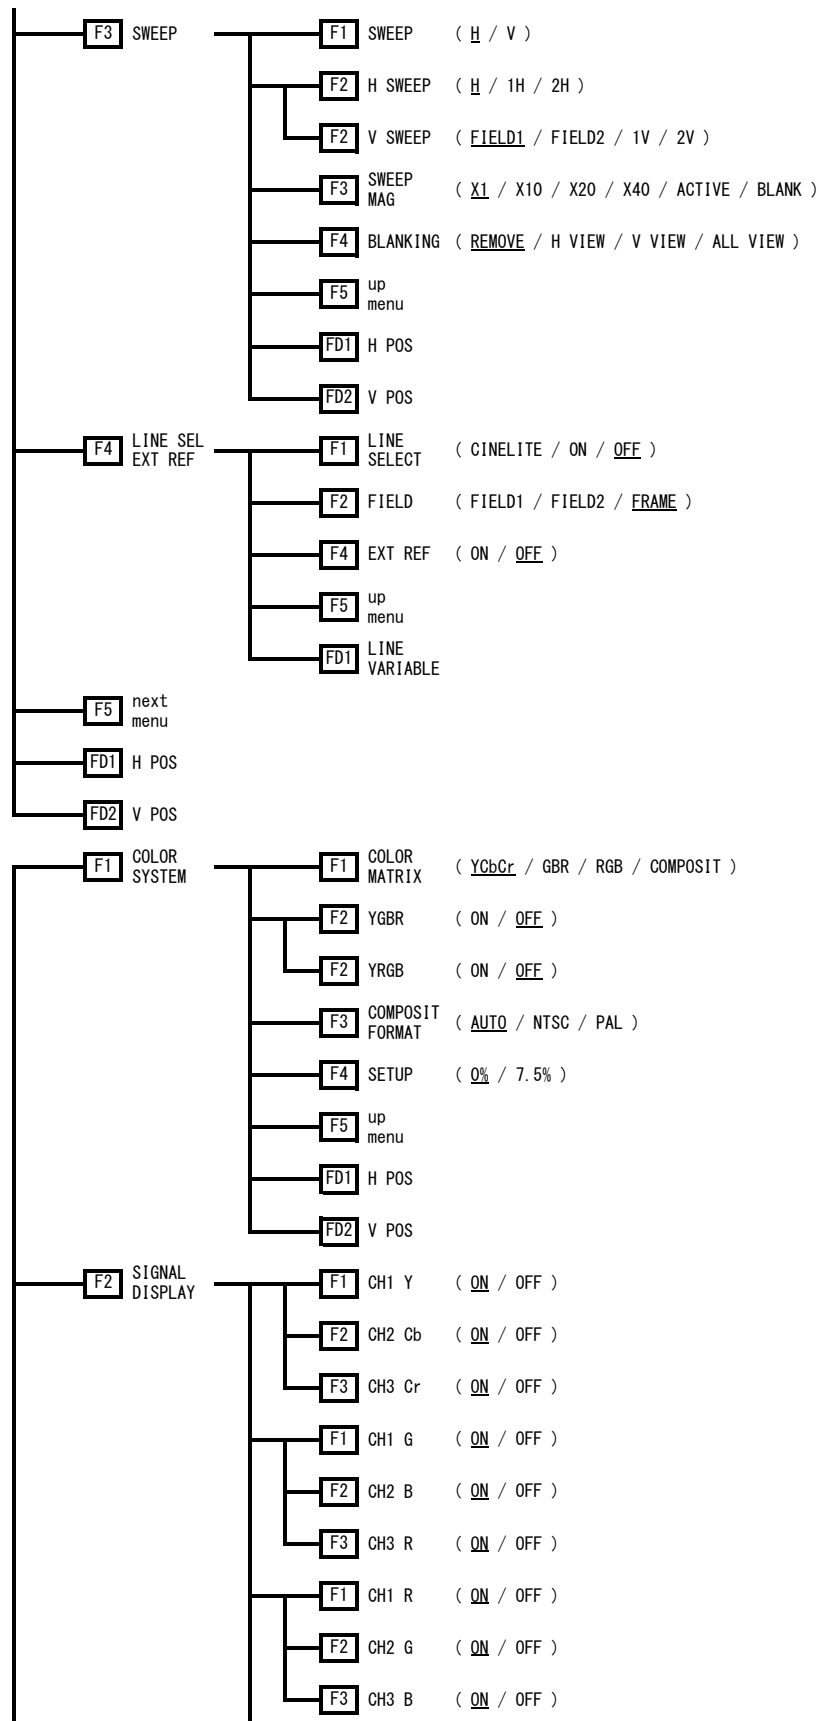 F3 SWEEP F1 SWEEP ( H / V )
F2 H SWEEP ( H / 1H / 2H )
F2 V SWEEP ( FIELD1 / FIELD2 / 1V / 2V )
F3 SWEEP
MAG ( X1 / X10 / X20 / X40 / ACTIVE / BLANK )
F4 BLANKING ( REMOVE / H VIEW / V VIEW / ALL VIEW )
F5 up
menu
FD1 H POS
FD2 V POS
F4 LINE SEL
EXT REF
F1 LINE
SELECT ( CINELITE / ON / OFF )
F2 FIELD ( FIELD1 / FIELD2 / FRAME )
F4 EXT REF ( ON / OFF )
F5 up
menu
FD1 LINE
VARIABLE
F5 next
menu
FD1 H POS
FD2 V POS
F1 COLOR
SYSTEM
F1 COLOR
MATRIX ( YCbCr / GBR / RGB / COMPOSIT )
F2 YGBR ( ON / OFF )
F2 YRGB ( ON / OFF )
F3 COMPOSIT
FORMAT ( AUTO / NTSC / PAL )
F4 SETUP ( 0% / 7.5% )
F5 up
menu
FD1 H POS
FD2 V POS
F2 SIGNAL
DISPLAY
F1 CH1 Y ( ON / OFF )
F2 CH2 Cb ( ON / OFF )
F3 CH3 Cr ( ON / OFF )
F1 CH1 G ( ON / OFF )
F2 CH2 B ( ON / OFF )
F3 CH3 R ( ON / OFF )
F1 CH1 R ( ON / OFF )
F2 CH2 G ( ON / OFF )
F3 CH3 B ( ON / OFF )